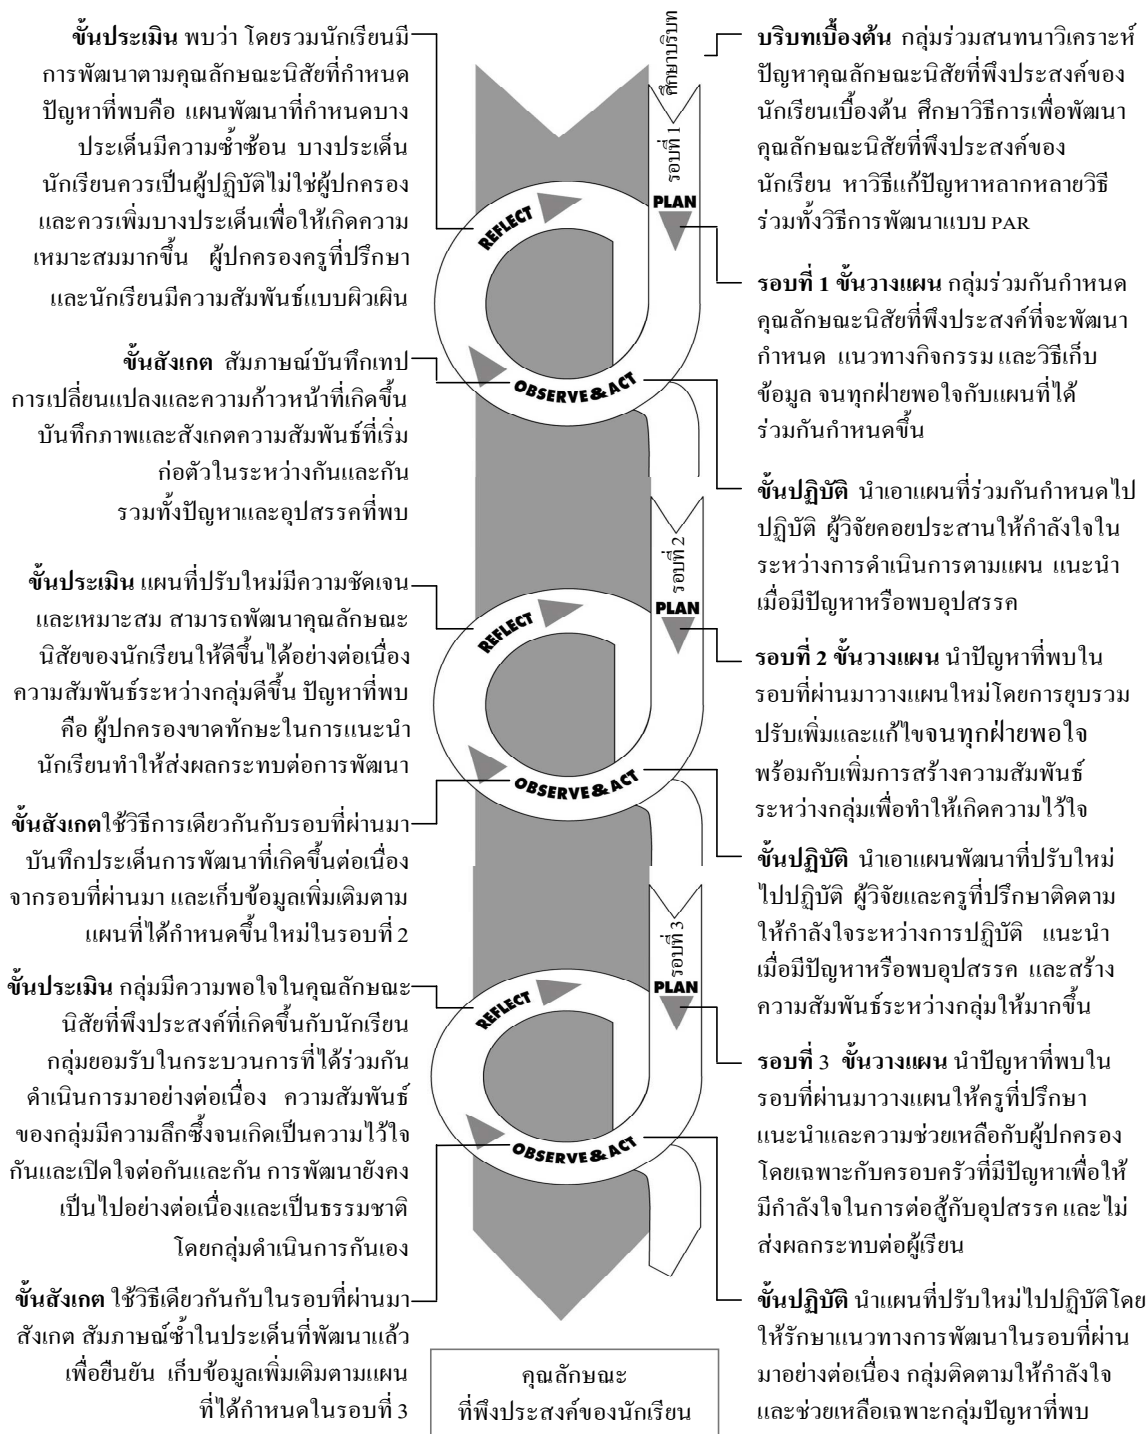 ขั้นประเมิน พบว่า โดยรวมนักเรียนมี
การพัฒนาตามคุณลักษณะนิสัยที่กำหนด
ปัญหาที่พบคือ แผนพัฒนาที่กำหนดบาง
ประเด็นมีความซ้ำซ้อน บางประเด็น
นักเรียนควรเป็นผู้ปฏิบัติไม่ใช่ผู้ปกครอง
และควรเพิ่มบางประเด็นเพื่อให้เกิดความ
เหมาะสมมากขึ้น ผู้ปกครองครูที่ปรึกษา
และนักเรียนมีความสัมพันธ์แบบผิวเผิน
ขั้นสังเกต สัมภาษณ์บันทึกเทป
การเปลี่ยนแปลงและความก้าวหน้าที่เกิดขึ้น
บันทึกภาพและสังเกตความสัมพันธ์ที่เริ่ม
ก่อตัวในระหว่างกันและกัน
รวมทั้งปัญหาและอุปสรรคที่พบ
ขั้นประเมิน แผนที่ปรับใหม่มีความชัดเจน
และเหมาะสม สามารถพัฒนาคุณลักษณะ
นิสัยของนักเรียนให้ดีขึ้นได้อย่างต่อเนื่อง
ความสัมพันธ์ระหว่างกลุ่มดีขึ้น ปัญหาที่พบ
คือ ผู้ปกครองขาดทักษะในการแนะนำ
นักเรียนทำให้ส่งผลกระทบต่อการพัฒนา
ขั้นสังเกตใช้วิธีการเดียวกันกับรอบที่ผ่านมา
บันทึกประเด็นการพัฒนาที่เกิดขึ้นต่อเนื่อง
จากรอบที่ผ่านมา และเก็บข้อมูลเพิ่มเติมตาม
แผนที่ได้กำหนดขึ้นใหม่ในรอบที่ 2
ขั้นประเมิน กลุ่มมีความพอใจในคุณลักษณะ
นิสัยที่พึงประสงค์ที่เกิดขึ้นกับนักเรียน
กลุ่มยอมรับในกระบวนการที่ได้ร่วมกัน
ดำเนินการมาอย่างต่อเนื่อง ความสัมพันธ์
ของกลุ่มมีความลึกซึ้งจนเกิดเป็นความไว้ใจ
กันและเปิดใจต่อกันและกัน การพัฒนายังคง
เป็นไปอย่างต่อเนื่องและเป็นธรรมชาติ
โดยกลุ่มดำเนินการกันเอง
ขั้นสังเกต ใช้วิธีเดียวกันกับในรอบที่ผ่านมา
สังเกต สัมภาษณ์ซ้ำในประเด็นที่พัฒนาแล้ว
เพื่อยืนยัน เก็บข้อมูลเพิ่มเติมตามแผน
ที่ได้กำหนดในรอบที่ 3
ศึกษาบริบท
รอบที่ 1
PLAN
REFLECT
OBSERVE & ACT
รอบที่ 2
PLAN
REFLECT
OBSERVE & ACT
รอบที่ 3
PLAN
REFLECT
OBSERVE & ACT
คุณลักษณะ
ที่พึงประสงค์ของนักเรียน
บริบทเบื้องต้น กลุ่มร่วมสนทนาวิเคราะห์
ปัญหาคุณลักษณะนิสัยที่พึงประสงค์ของ
นักเรียนเบื้องต้น ศึกษาวิธีการเพื่อพัฒนา
คุณลักษณะนิสัยที่พึงประสงค์ของ
นักเรียน หาวิธีแก้ปัญหาหลากหลายวิธี
ร่วมทั้งวิธีการพัฒนาแบบ PAR
รอบที่ 1 ขั้นวางแผน กลุ่มร่วมกันกำหนด
คุณลักษณะนิสัยที่พึงประสงค์ที่จะพัฒนา
กำหนด แนวทางกิจกรรม และวิธีเก็บ
ข้อมูล จนทุกฝ่ายพอใจกับแผนที่ได้
ร่วมกันกำหนดขึ้น
ขั้นปฏิบัติ นำเอาแผนที่ร่วมกันกำหนดไป
ปฏิบัติ ผู้วิจัยคอยประสานให้กำลังใจใน
ระหว่างการดำเนินการตามแผน แนะนำ
เมื่อมีปัญหาหรือพบอุปสรรค
รอบที่ 2 ขั้นวางแผน นำปัญหาที่พบใน
รอบที่ผ่านมาวางแผนใหม่โดยการยุบรวม
ปรับเพิ่มและแก้ไขจนทุกฝ่ายพอใจ
พร้อมกับเพิ่มการสร้างความสัมพันธ์
ระหว่างกลุ่มเพื่อทำให้เกิดความไว้ใจ
ขั้นปฏิบัติ นำเอาแผนพัฒนาที่ปรับใหม่
ไปปฏิบัติ ผู้วิจัยและครูที่ปรึกษาติดตาม
ให้กำลังใจระหว่างการปฏิบัติ แนะนำ
เมื่อมีปัญหาหรือพบอุปสรรค และสร้าง
ความสัมพันธ์ระหว่างกลุ่มให้มากขึ้น
รอบที่ 3 ขั้นวางแผน นำปัญหาที่พบใน
รอบที่ผ่านมาวางแผนให้ครูที่ปรึกษา
แนะนำและความช่วยเหลือกับผู้ปกครอง
โดยเฉพาะกับครอบครัวที่มีปัญหาเพื่อให้
มีกำลังใจในการต่อสู้กับอุปสรรค และไม่
ส่งผลกระทบต่อผู้เรียน
ขั้นปฏิบัติ นำแผนที่ปรับใหม่ไปปฏิบัติโดย
ให้รักษาแนวทางการพัฒนาในรอบที่ผ่าน
มาอย่างต่อเนื่อง กลุ่มติดตามให้กำลังใจ
และช่วยเหลือเฉพาะกลุ่มปัญหาที่พบ